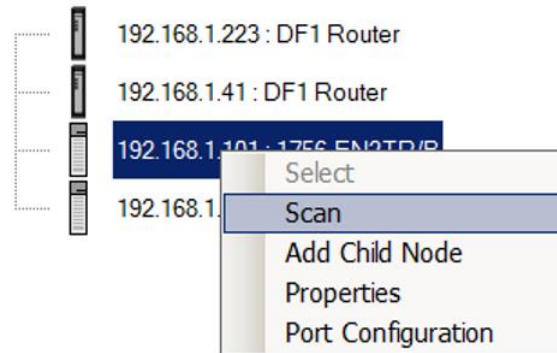 192.168.1.223 : DF1 Router
192.168.1.41 : DF1 Router
192.168.1.101 : 1756-EN2TR/B
192.168.1.
Select
Scan
Add Child Node
Properties
Port Configuration